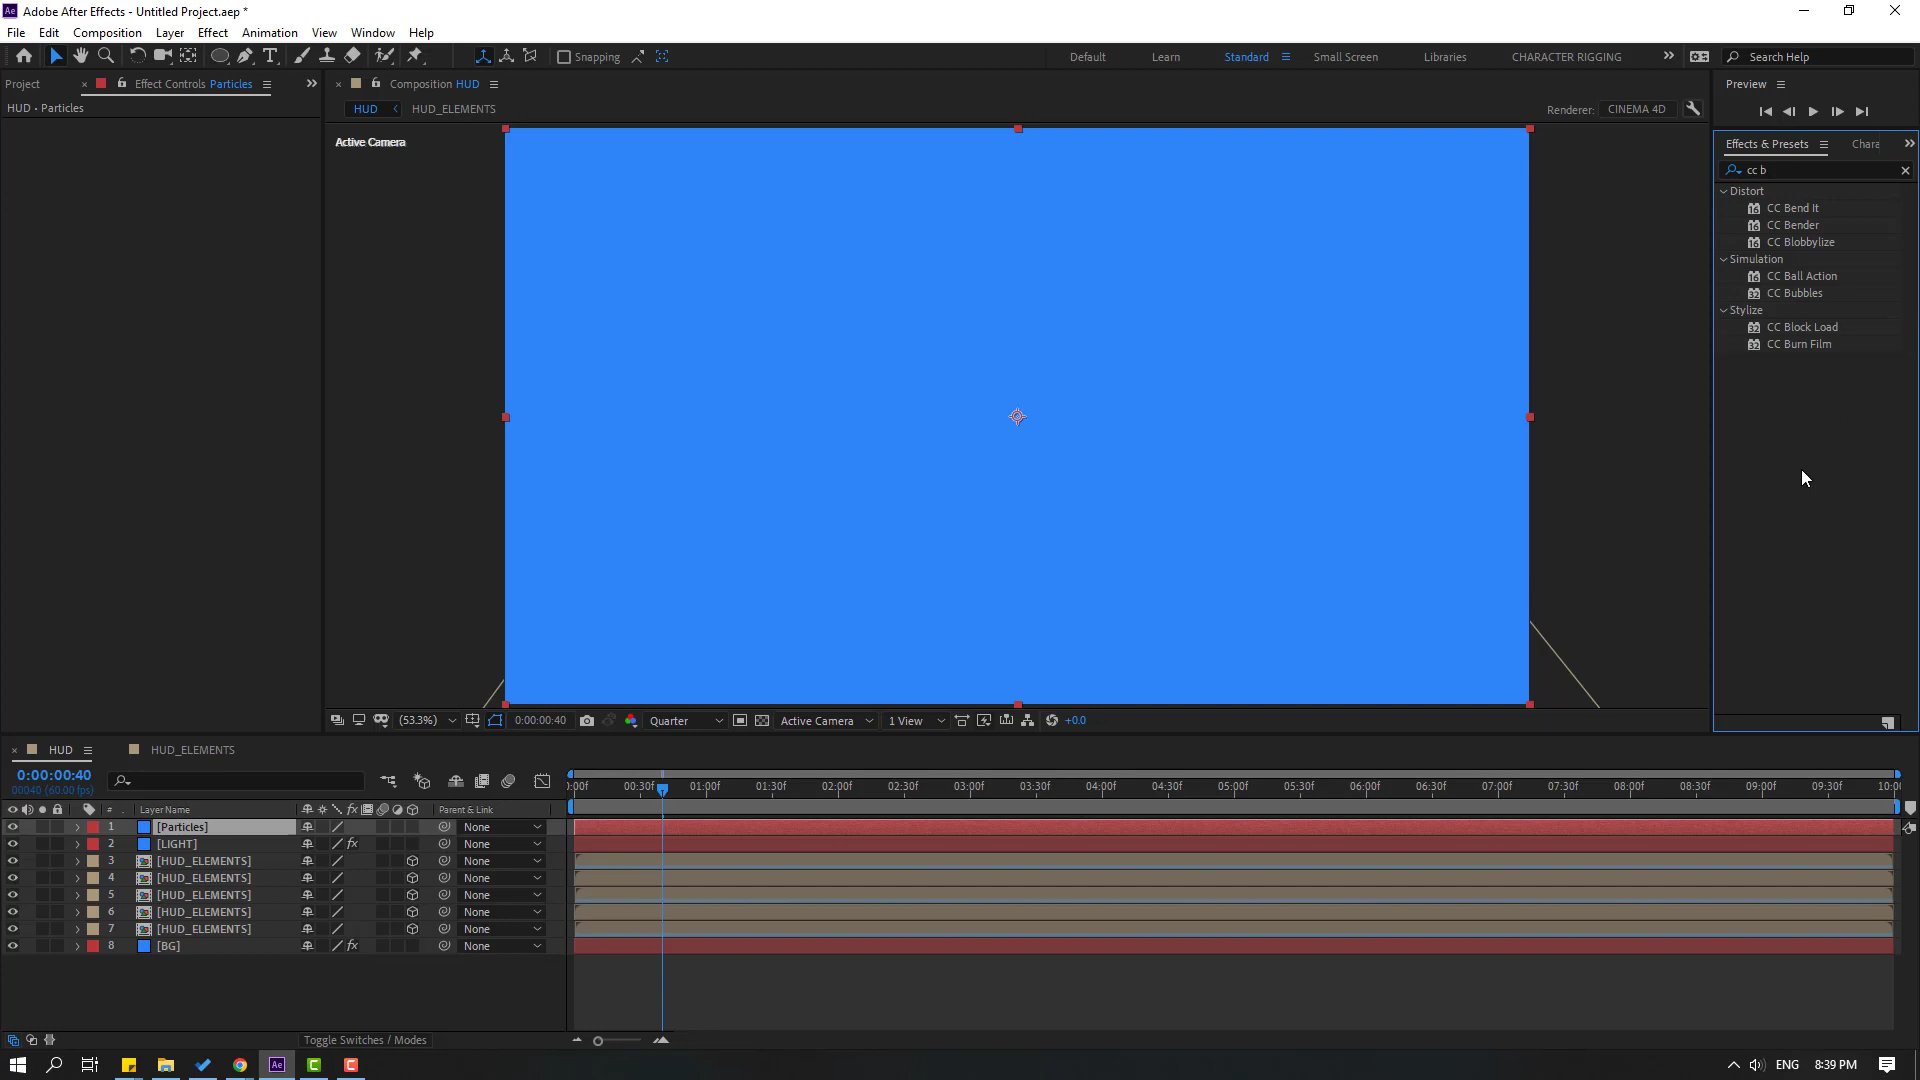 Adobe After Effects - Untitled Project.aep *
File Edit Composition Layer Effect Animation View Window Help
Snapping Default Learn Standard Small Screen Libraries CHARACTER RIGGING Search Help
Project Effect Controls Particles
HUD • Particles
Composition HUD
HUD HUD_ELEMENTS
Renderer: CINEMA 4D
Active Camera
Preview
Effects & Presets Chara
cc b
Distort
CC Bend It
CC Bender
CC Blobbylize
Simulation
CC Ball Action
CC Bubbles
Stylize
CC Block Load
CC Burn Film
(53.3%) 0:00:00:40 Quarter Active Camera 1 View +0.0
HUD HUD_ELEMENTS
0:00:00:40
00040 (60.00 fps)
:00f 00:30f 01:00f 01:30f 02:00f 02:30f 03:00f 03:30f 04:00f 04:30f 05:00f 05:30f 06:00f 06:30f 07:00f 07:30f 08:00f 08:30f 09:00f 09:30f 10:0
# Layer Name fx Parent & Link
1 [Particles] None
2 [LIGHT] fx None
3 [HUD_ELEMENTS] None
4 [HUD_ELEMENTS] None
5 [HUD_ELEMENTS] None
6 [HUD_ELEMENTS] None
7 [HUD_ELEMENTS] None
8 [BG] fx None
Toggle Switches / Modes
ENG 8:39 PM